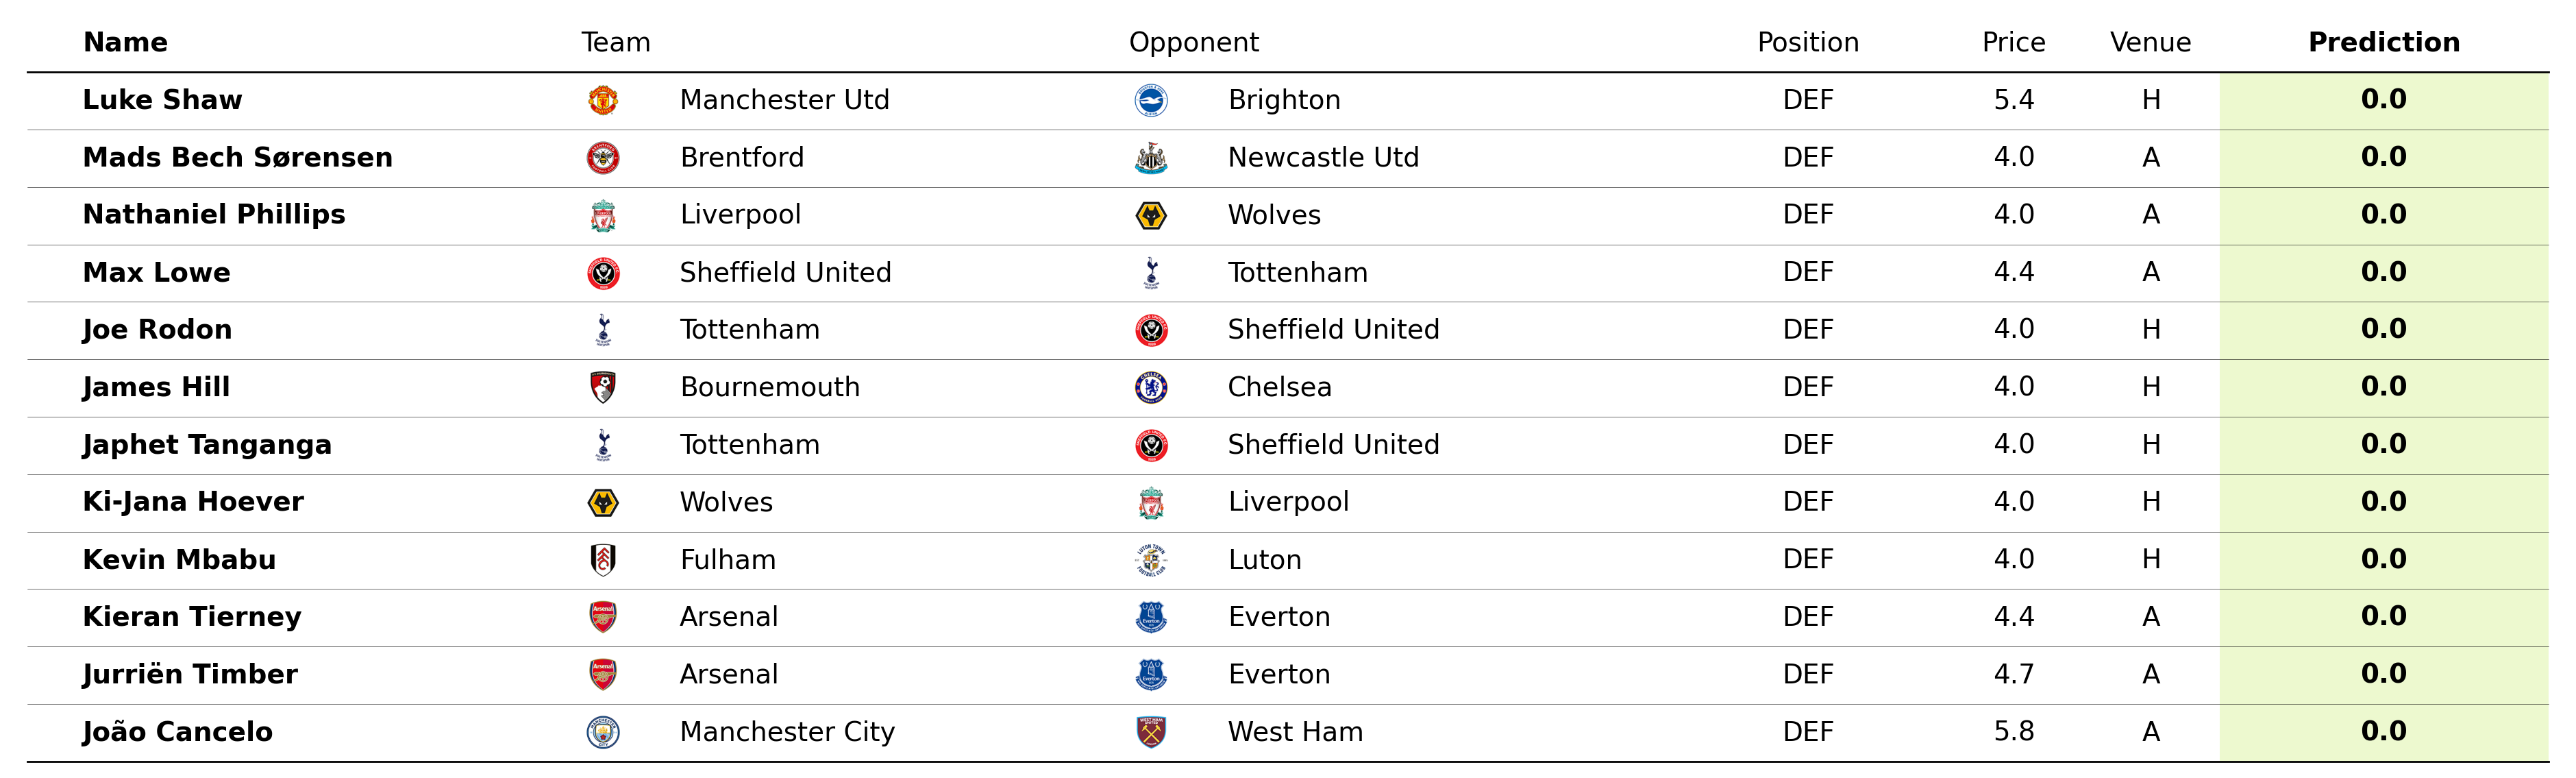 Name Team Opponent Position Price Venue Prediction
Luke Shaw Manchester Utd Brighton DEF 5.4 H 0.0
Mads Bech Sørensen Brentford Newcastle Utd DEF 4.0 A 0.0
Nathaniel Phillips Liverpool Wolves DEF 4.0 A 0.0
Max Lowe Sheffield United Tottenham DEF 4.4 A 0.0
Joe Rodon Tottenham Sheffield United DEF 4.0 H 0.0
James Hill Bournemouth Chelsea DEF 4.0 H 0.0
Japhet Tanganga Tottenham Sheffield United DEF 4.0 H 0.0
Ki-Jana Hoever Wolves Liverpool DEF 4.0 H 0.0
Kevin Mbabu Fulham Luton DEF 4.0 H 0.0
Kieran Tierney Arsenal Everton DEF 4.4 A 0.0
Jurriën Timber Arsenal Everton DEF 4.7 A 0.0
João Cancelo Manchester City West Ham DEF 5.8 A 0.0